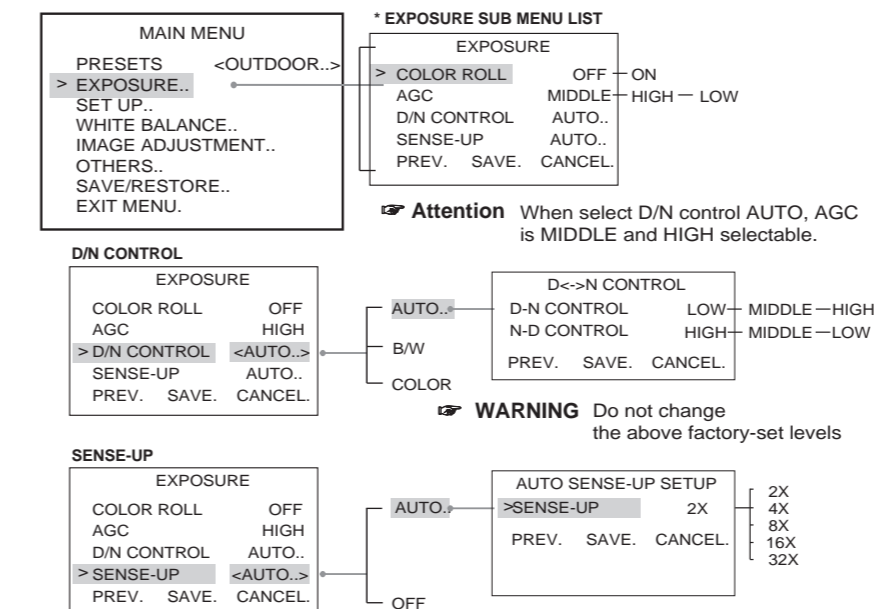 * EXPOSURE SUB MENU LIST
MAIN MENU
PRESETS <OUTDOOR..>
> EXPOSURE..
SET UP..
WHITE BALANCE..
IMAGE ADJUSTMENT..
OTHERS..
SAVE/RESTORE..
EXIT MENU.
EXPOSURE
> COLOR ROLL OFF ON
AGC MIDDLE HIGH LOW
D/N CONTROL AUTO..
SENSE-UP AUTO..
PREV. SAVE. CANCEL.
☞ Attention When select D/N control AUTO, AGC
is MIDDLE and HIGH selectable.
D/N CONTROL
EXPOSURE
COLOR ROLL OFF
AGC HIGH
> D/N CONTROL <AUTO..>
SENSE-UP AUTO..
PREV. SAVE. CANCEL.
AUTO..
B/W
COLOR
D<->N CONTROL
D-N CONTROL LOW MIDDLE HIGH
N-D CONTROL HIGH MIDDLE LOW
PREV. SAVE. CANCEL.
☞ WARNING Do not change
the above factory-set levels
SENSE-UP
EXPOSURE
COLOR ROLL OFF
AGC HIGH
D/N CONTROL AUTO..
> SENSE-UP <AUTO..>
PREV. SAVE. CANCEL.
AUTO..
OFF
AUTO SENSE-UP SETUP
>SENSE-UP 2X
PREV. SAVE. CANCEL.
2X
4X
8X
16X
32X